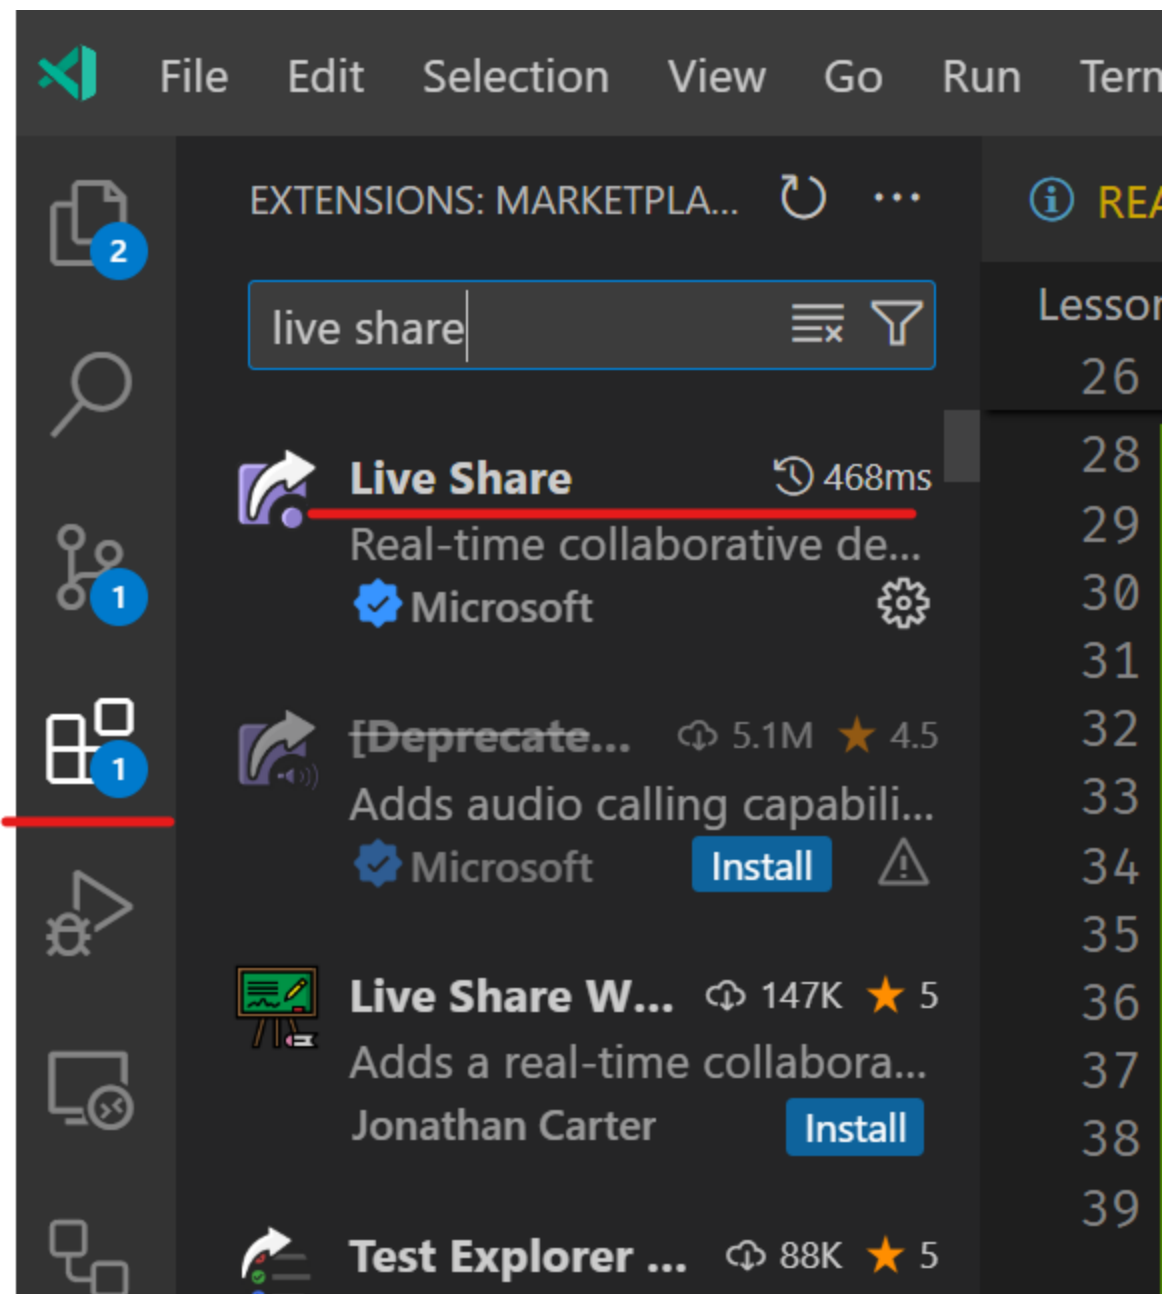 File Edit Selection View Go Run Term
EXTENSIONS: MARKETPLA...
2
live share
Live Share 468ms
Real-time collaborative de...
Microsoft
1
[Deprecate... 5.1M 4.5
Adds audio calling capabili...
Microsoft Install
1
Live Share W... 147K 5
Adds a real-time collabora...
Jonathan Carter Install
Test Explorer ... 88K 5
REA
Lesson
26
28
29
30
31
32
33
34
35
36
37
38
39